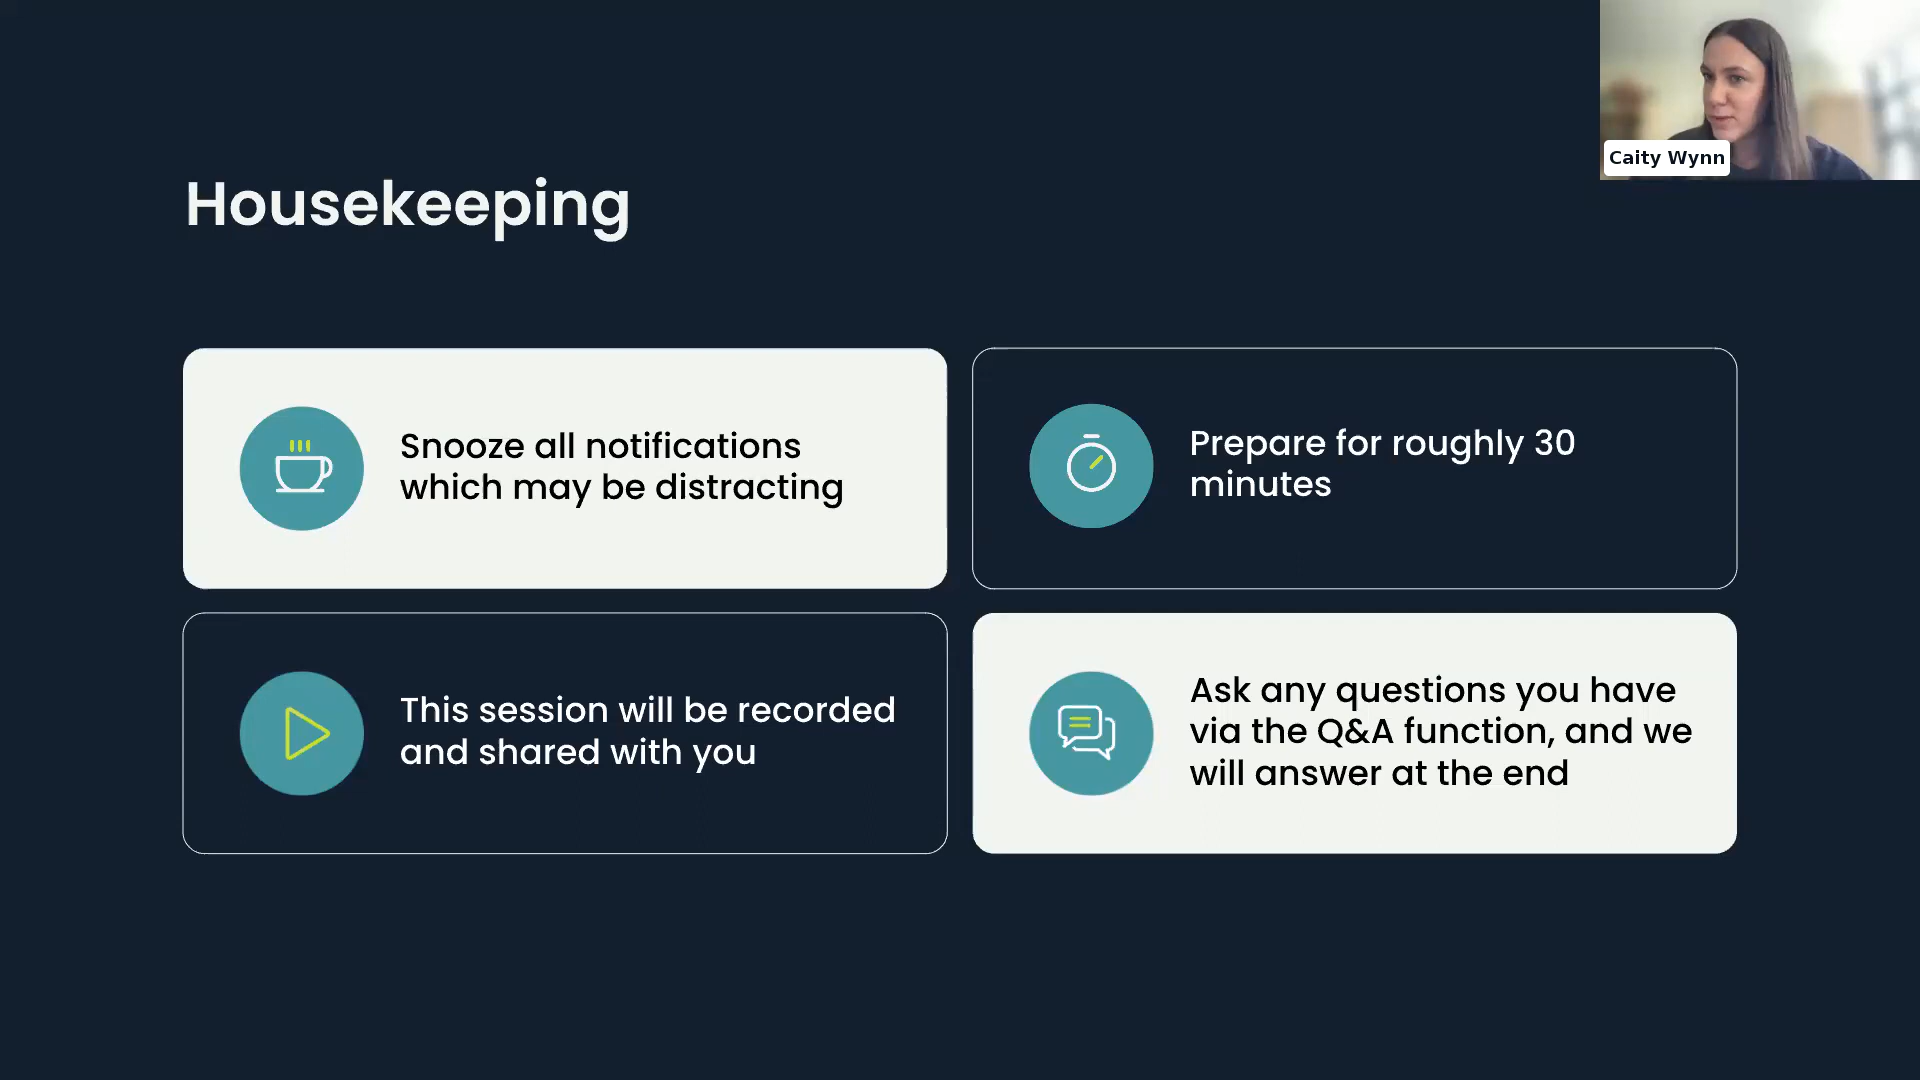 Caity Wynn
Housekeeping
Snooze all notifications
which may be distracting
Prepare for roughly 30
minutes
This session will be recorded
and shared with you
Ask any questions you have
via the Q&A function, and we
will answer at the end